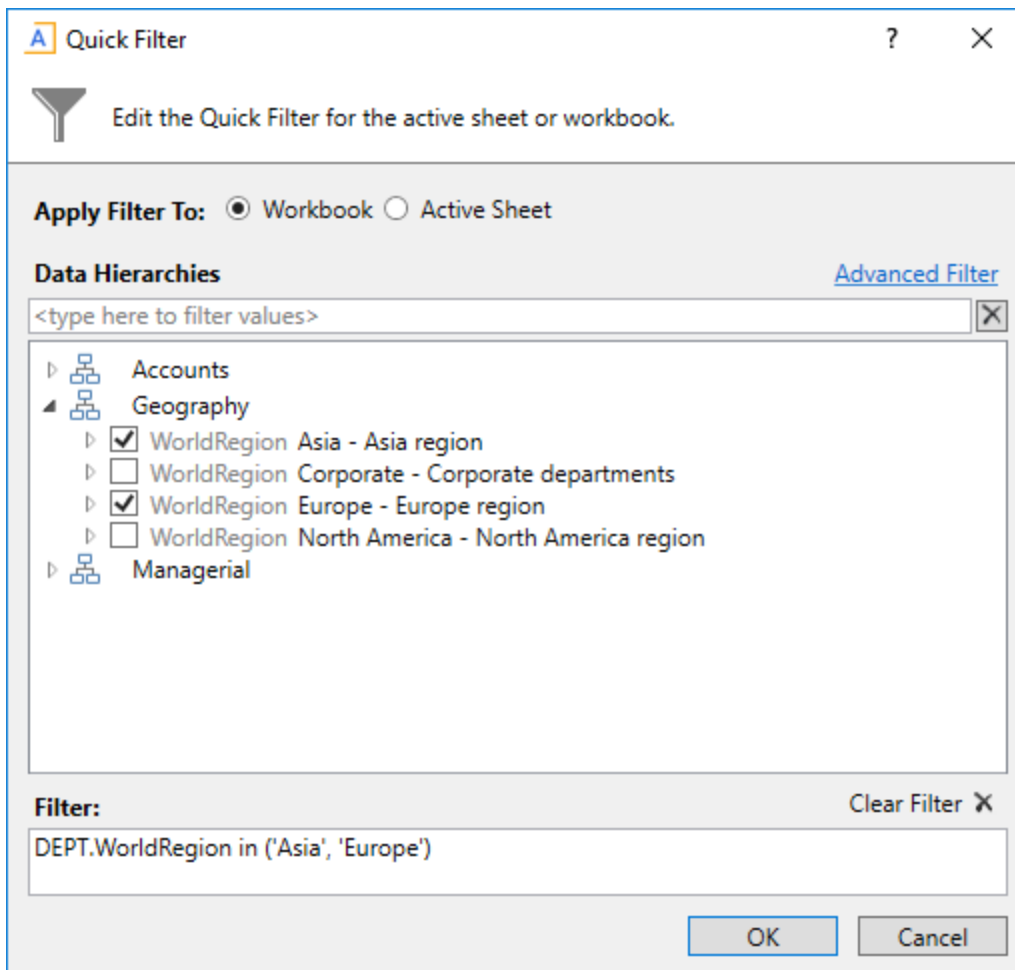 A Quick Filter ?
Edit the Quick Filter for the active sheet or workbook.
Apply Filter To: Workbook Active Sheet
Data Hierarchies Advanced Filter
<type here to filter values>
Accounts
Geography
WorldRegion Asia - Asia region
WorldRegion Corporate - Corporate departments
WorldRegion Europe - Europe region
WorldRegion North America - North America region
Managerial
Filter: Clear Filter
DEPT.WorldRegion in ('Asia', 'Europe')
OK Cancel